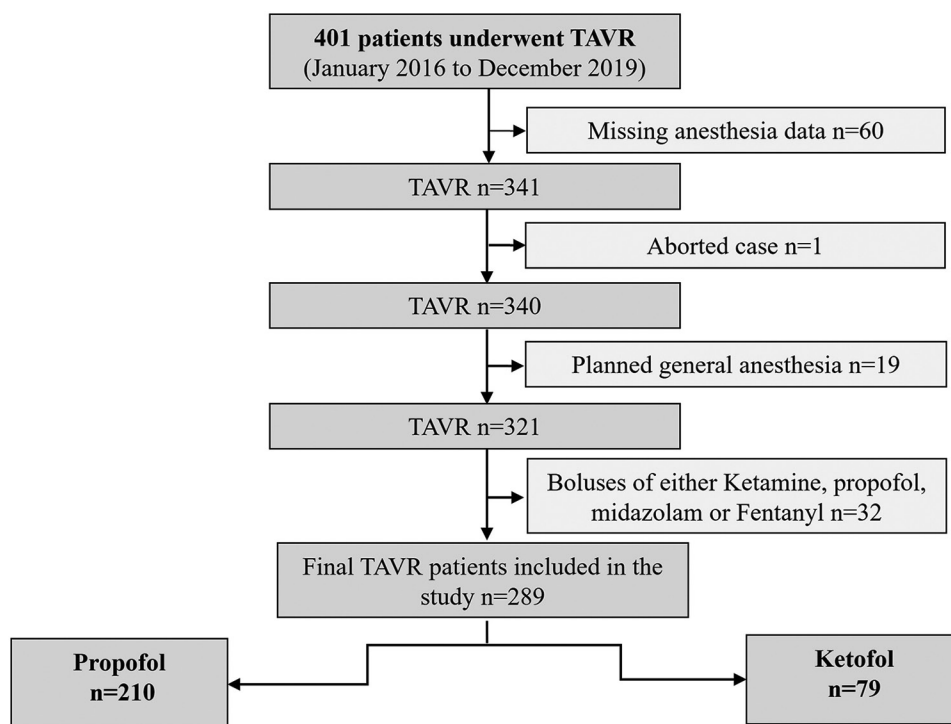 401 patients underwent TAVR
(January 2016 to December 2019)
Missing anesthesia data n=60
TAVR n=341
Aborted case n=1
TAVR n=340
Planned general anesthesia n=19
TAVR n=321
Boluses of either Ketamine, propofol,
midazolam or Fentanyl n=32
Final TAVR patients included in the
study n=289
Propofol
n=210
Ketofol
n=79